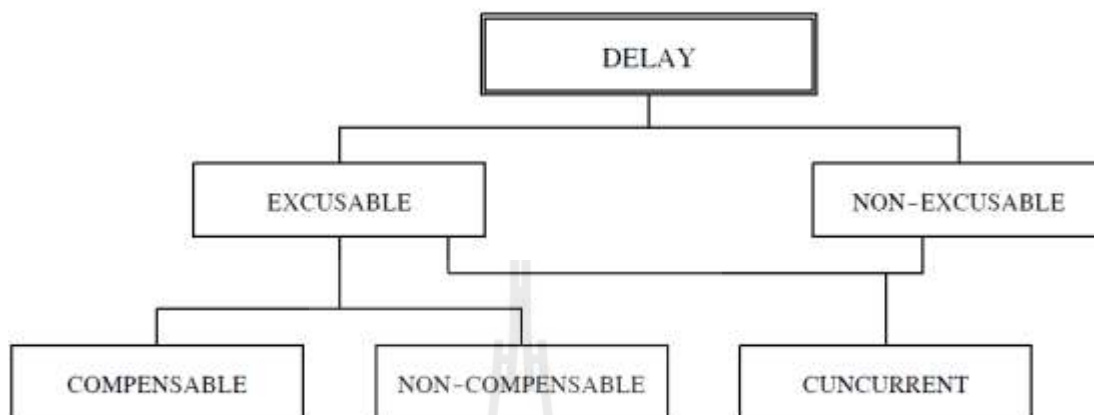 DELAY
EXCUSABLE
NON-EXCUSABLE
COMPENSABLE
NON-COMPENSABLE
CUNCURRENT